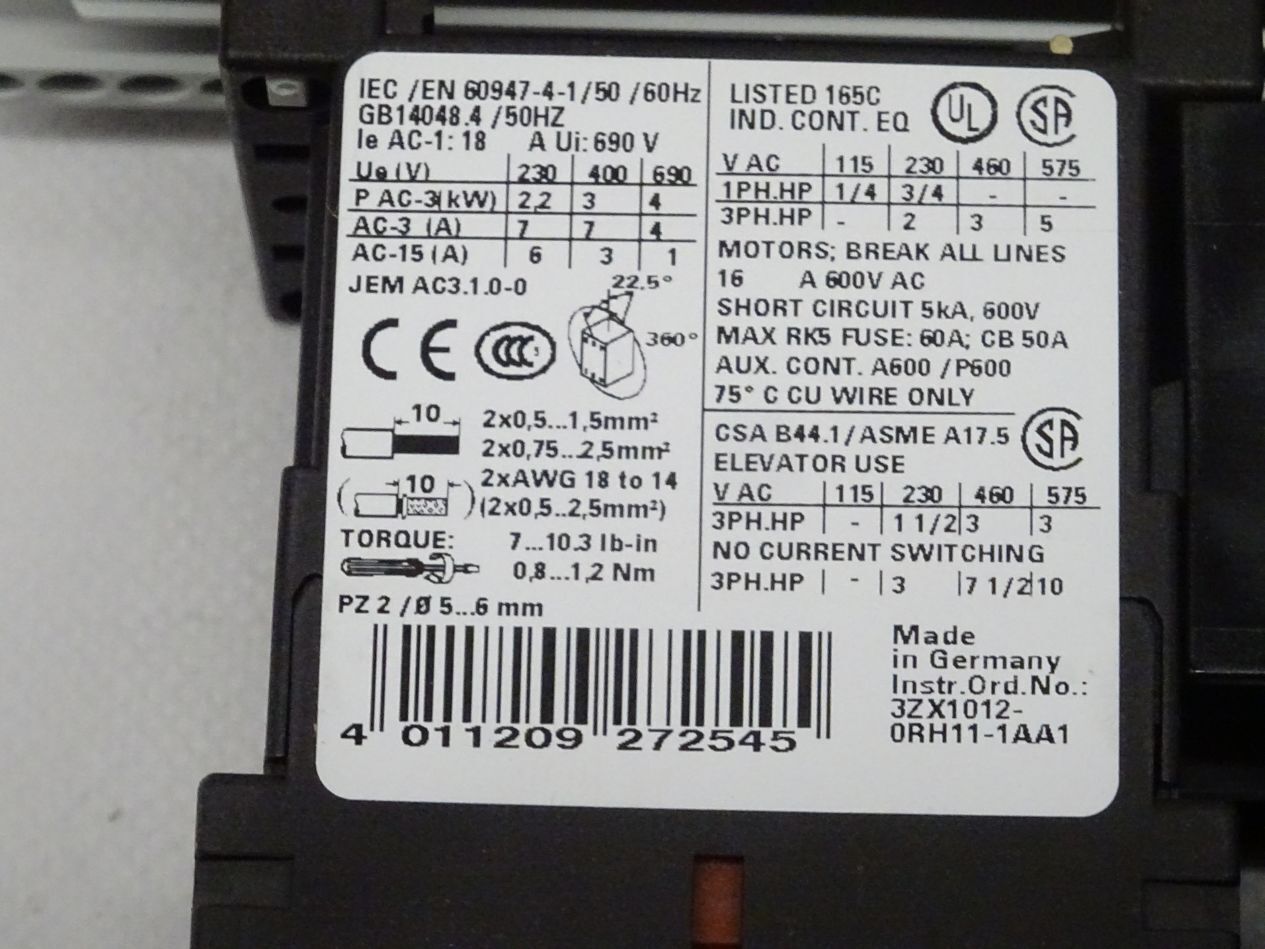 IEC /EN 60947-4-1/50 /60Hz
GB14048.4 /50HZ
Ie AC-1: 18 A Ui: 690 V
Ue (V) 230 400 690
P AC-3(kW) 2,2 3 4
AC-3 (A) 7 7 4
AC-15 (A) 6 3 1
JEM AC3.1.0-0 22.5°
360°
CE CCC S
10 2x0,5...1,5mm²
2x0,75...2,5mm²
10 2xAWG 18 to 14
(2x0,5..2,5mm²)
TORQUE: 7...10.3 lb-in
0,8...1,2 Nm
PZ 2 /Ø 5...6 mm
4 011209 272545
LISTED 165C UL SA
IND. CONT. EQ
V AC 115 230 460 575
1PH.HP 1/4 3/4 - -
3PH.HP - 2 3 5
MOTORS; BREAK ALL LINES
16 A 600V AC
SHORT CIRCUIT 5kA, 600V
MAX RK5 FUSE: 60A; CB 50A
AUX. CONT. A600 /P600
75° C CU WIRE ONLY
CSA B44.1/ASME A17.5 SA
ELEVATOR USE
V AC 115 230 460 575
3PH.HP - 1 1/2 3 3
NO CURRENT SWITCHING
3PH.HP - 3 7 1/2 10
Made
in Germany
Instr.Ord.No.:
3ZX1012-
0RH11-1AA1